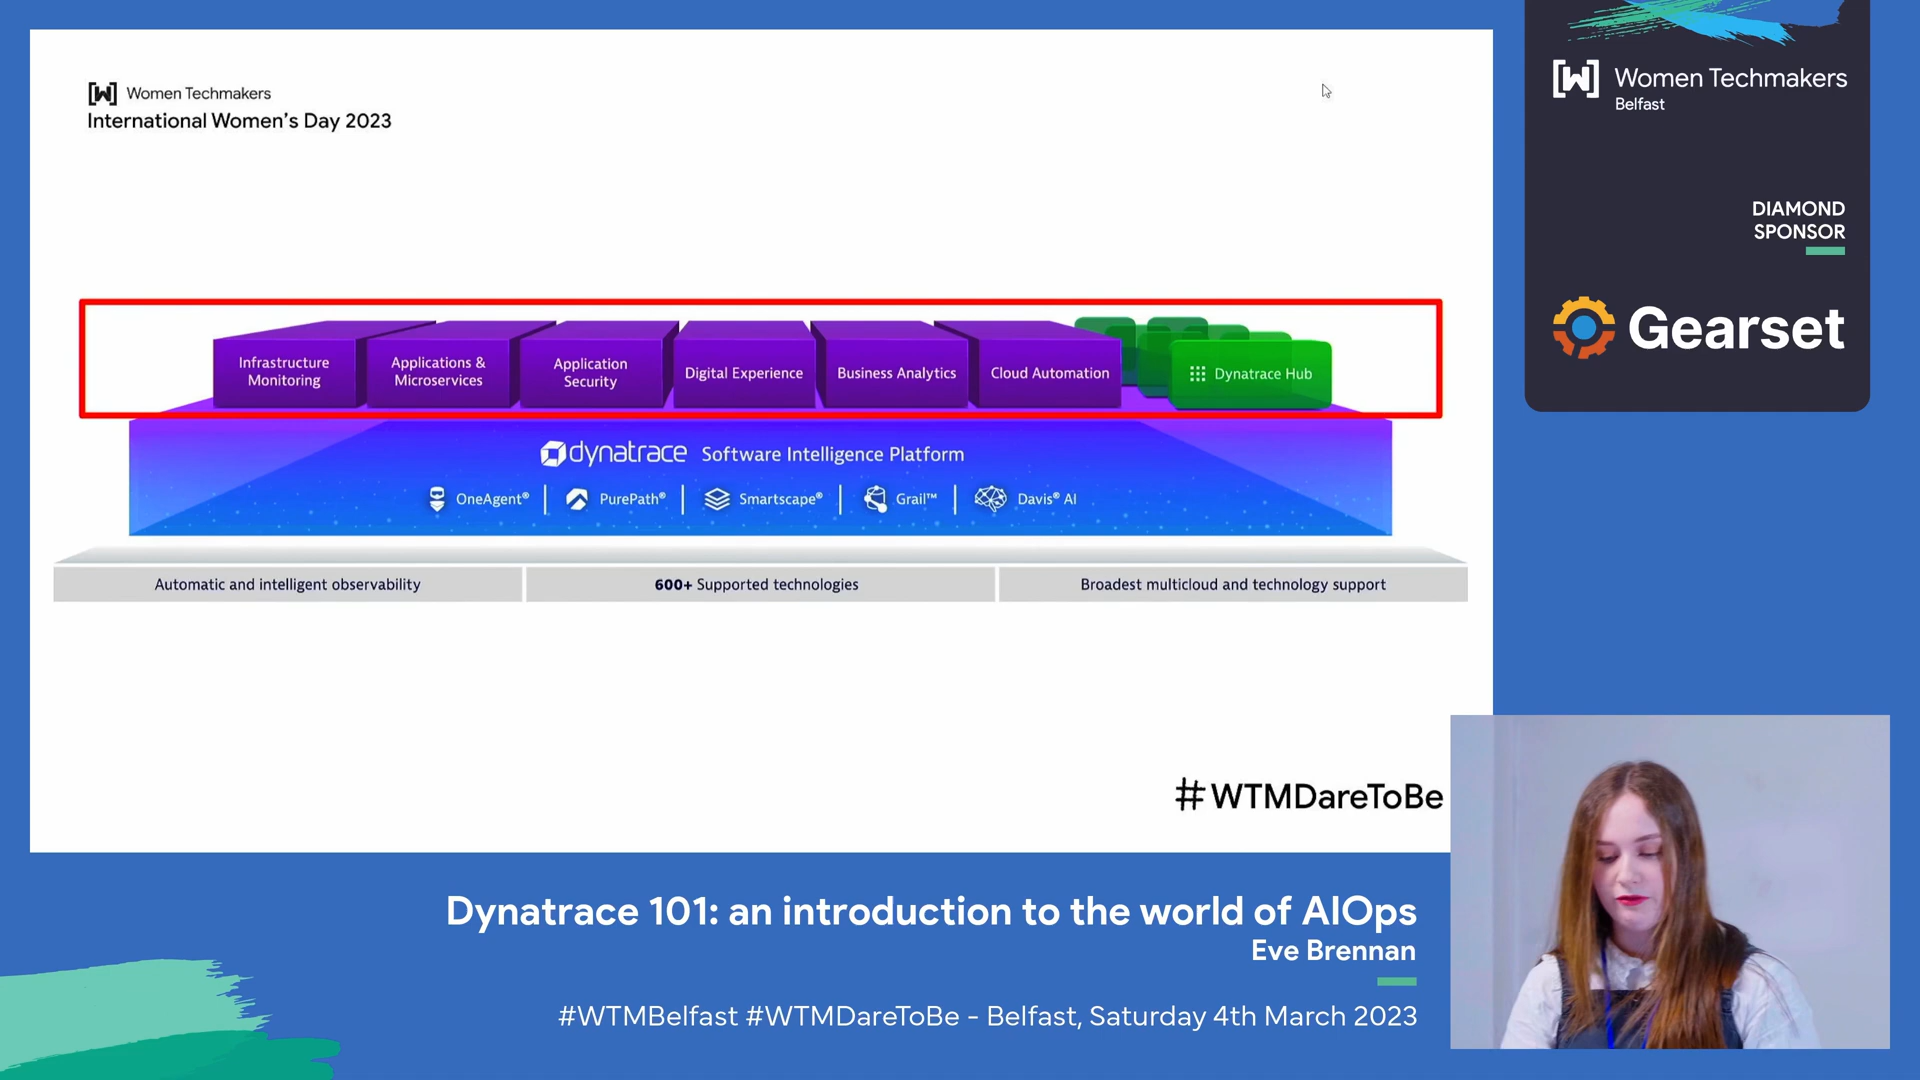 Women Techmakers
International Women's Day 2023
Infrastructure
Monitoring
Applications &
Microservices
Application
Security
Digital Experience
Business Analytics
Cloud Automation
Dynatrace Hub
dynatrace Software Intelligence Platform
OneAgent® | PurePath® | Smartscape® | Grail™ | Davis® AI
Automatic and intelligent observability
600+ Supported technologies
Broadest multicloud and technology support
#WTMDareToBe
Women Techmakers
Belfast
DIAMOND
SPONSOR
Gearset
Dynatrace 101: an introduction to the world of AIOps
Eve Brennan
#WTMBelfast #WTMDareToBe - Belfast, Saturday 4th March 2023